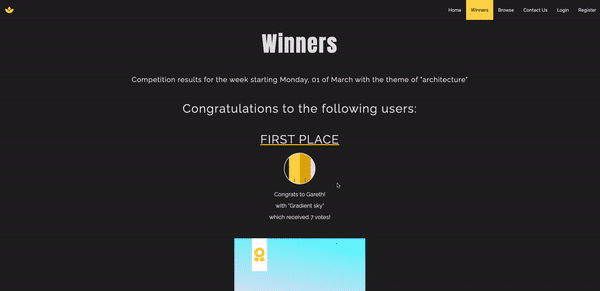 Home Winners Browse Contact Us Login Register
Winners
Competition results for the week starting Monday, 01 of March with the theme of "architecture"
Congratulations to the following users:
FIRST PLACE
Congrats to Gareth!
with "Gradient sky"
which received 7 votes!